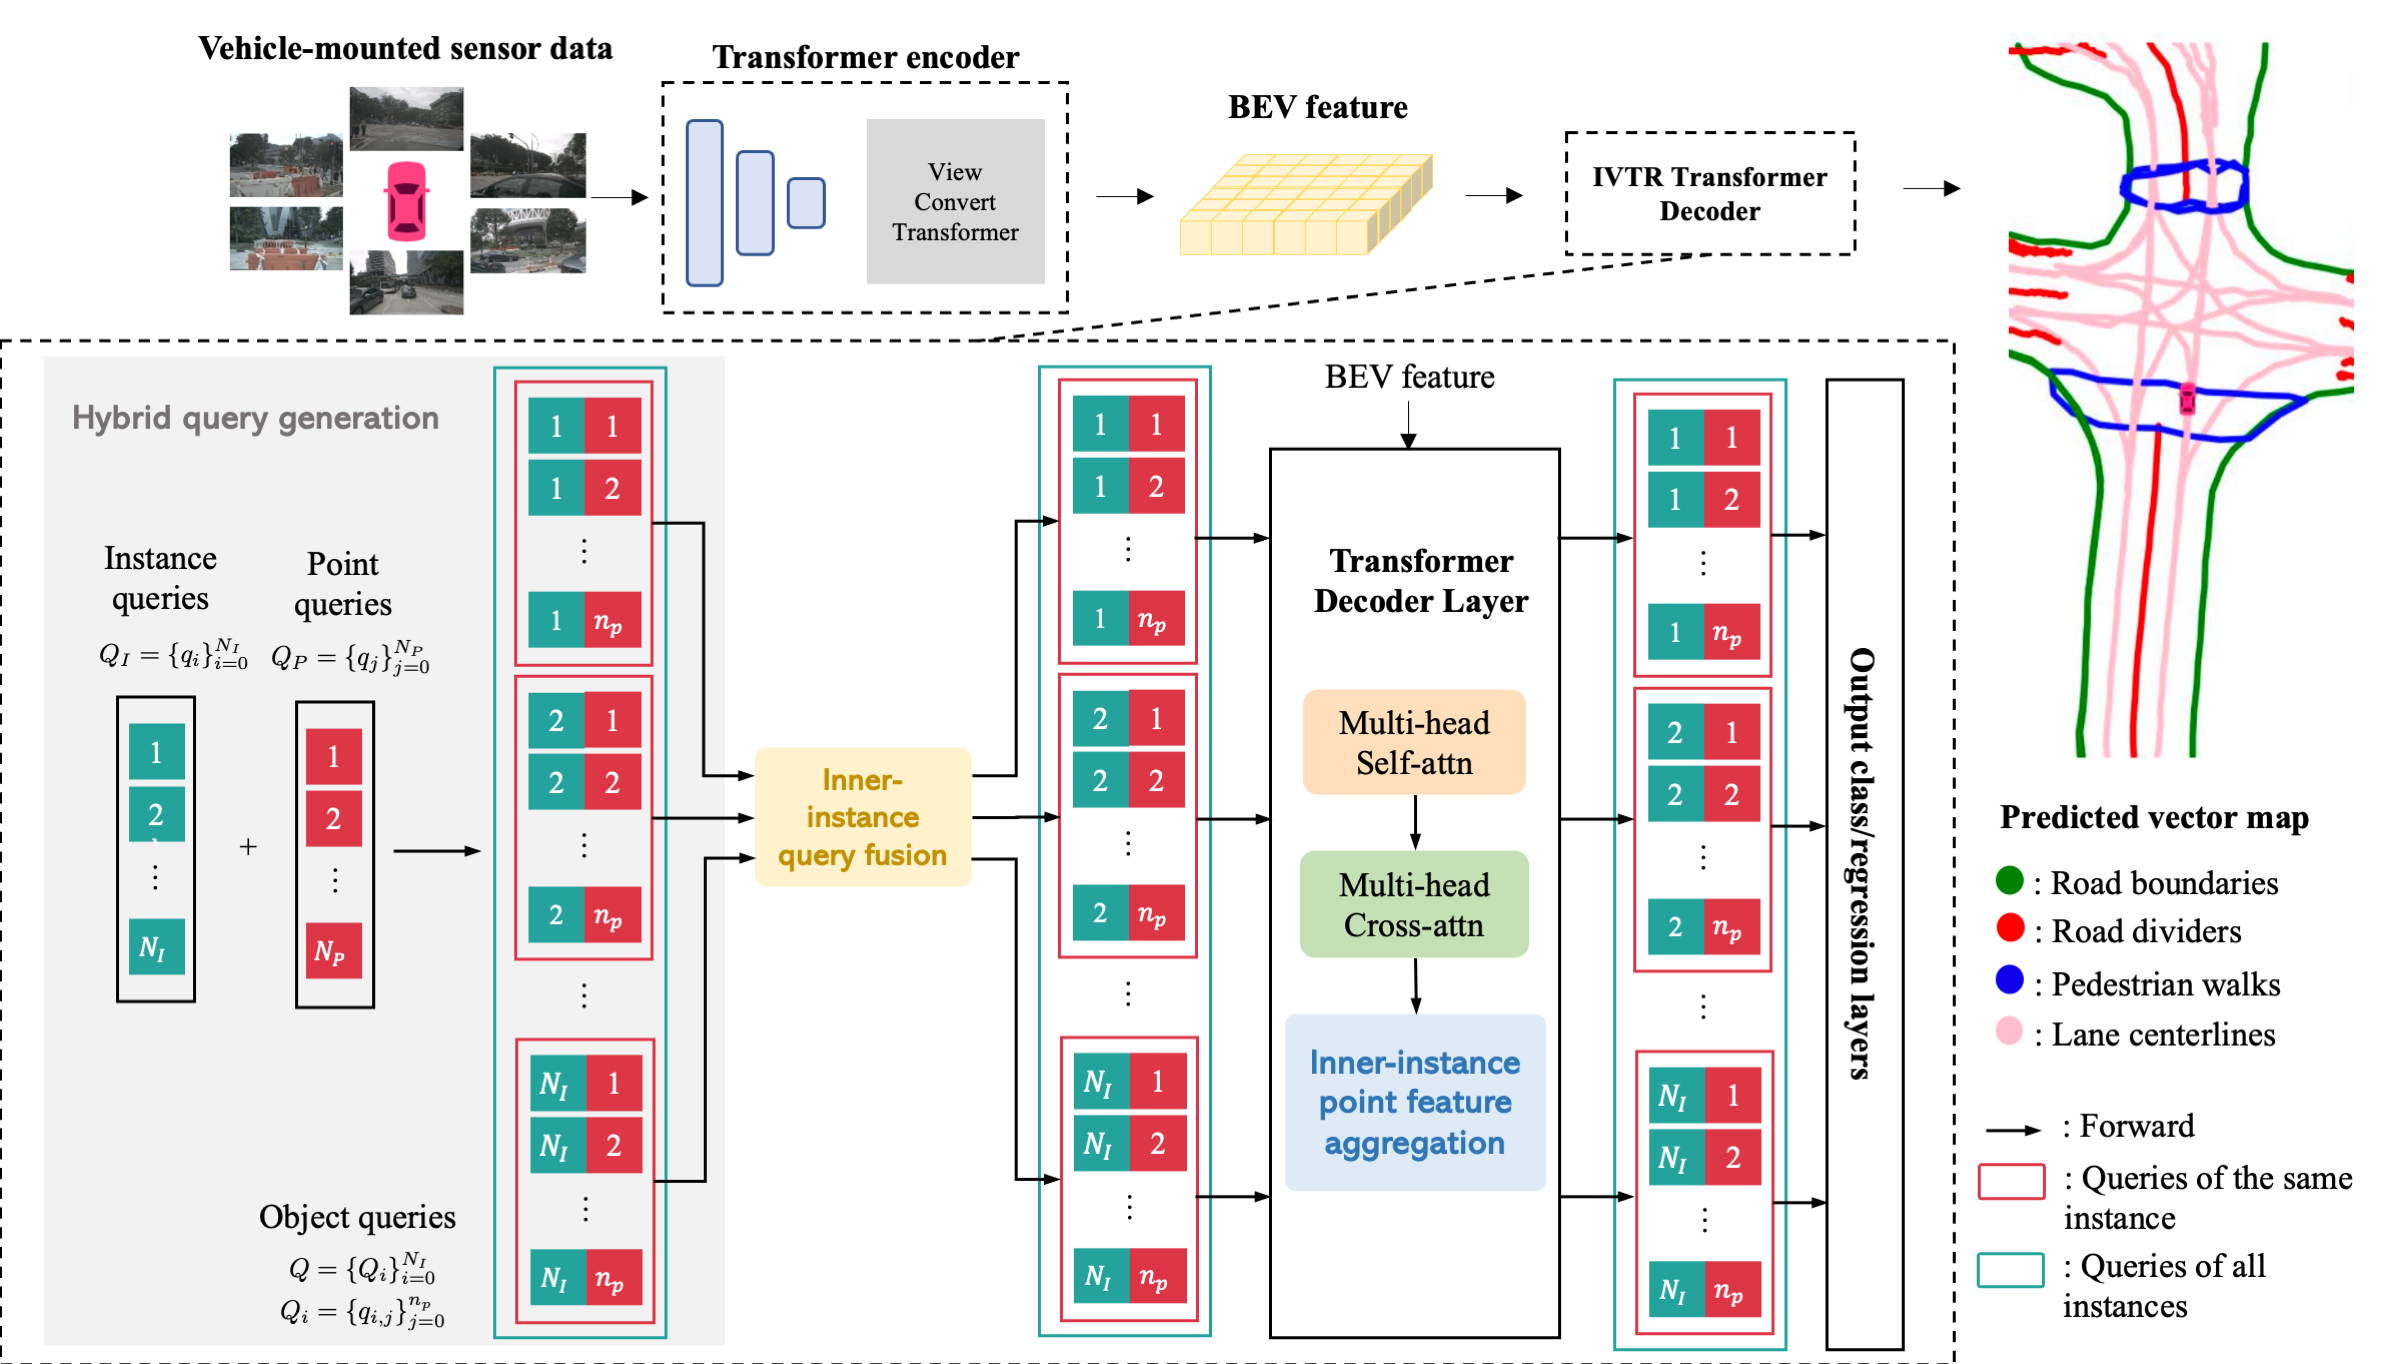 Vehicle-mounted sensor data
Transformer encoder
View
Convert
Transformer
BEV feature
IVTR Transformer
Decoder
Hybrid query generation
Instance
queries
Q_I = {q_i}_{i=0}^{N_I}
1
2
⋮
N_I
+
Point
queries
Q_P = {q_j}_{j=0}^{N_P}
1
2
⋮
N_P
Object queries
Q = {Q_i}_{i=0}^{N_I}
Q_i = {q_{i,j}}_{j=0}^{n_p}
1 1
1 2
⋮
1 n_p
2 1
2 2
⋮
2 n_p
⋮
N_I 1
N_I 2
⋮
N_I n_p
Inner-
instance
query fusion
1 1
1 2
⋮
1 n_p
2 1
2 2
⋮
2 n_p
⋮
N_I 1
N_I 2
⋮
N_I n_p
BEV feature
Transformer
Decoder Layer
Multi-head
Self-attn
Multi-head
Cross-attn
Inner-instance
point feature
aggregation
1 1
1 2
⋮
1 n_p
2 1
2 2
⋮
2 n_p
⋮
N_I 1
N_I 2
⋮
N_I n_p
Output class/regression layers
Predicted vector map
: Road boundaries
: Road dividers
: Pedestrian walks
: Lane centerlines
: Forward
: Queries of the same
instance
: Queries of all
instances